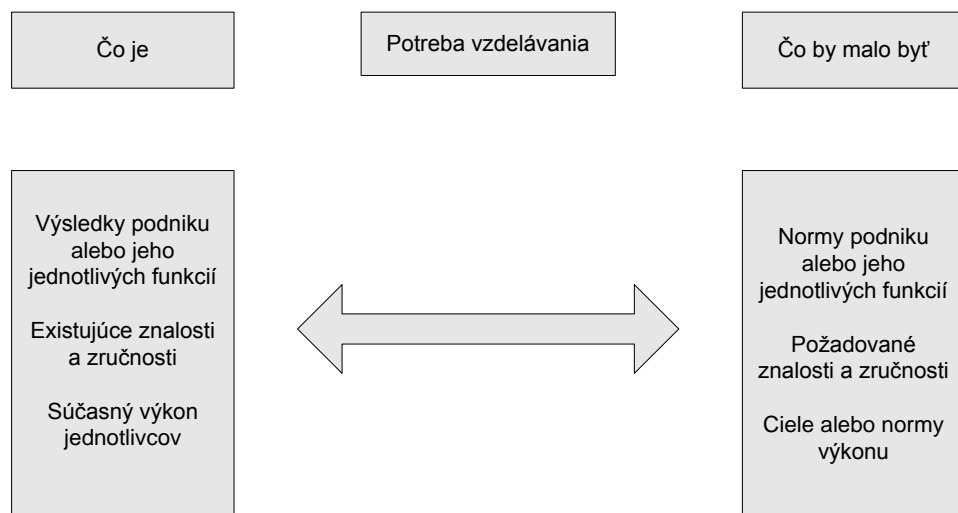 Čo je
Potreba vzdelávania
Čo by malo byť
Výsledky podniku
alebo jeho
jednotlivých funkcií
Existujúce znalosti
a zručnosti
Súčasný výkon
jednotlivcov
Normy podniku
alebo jeho
jednotlivých funkcií
Požadované
znalosti a zručnosti
Ciele alebo normy
výkonu